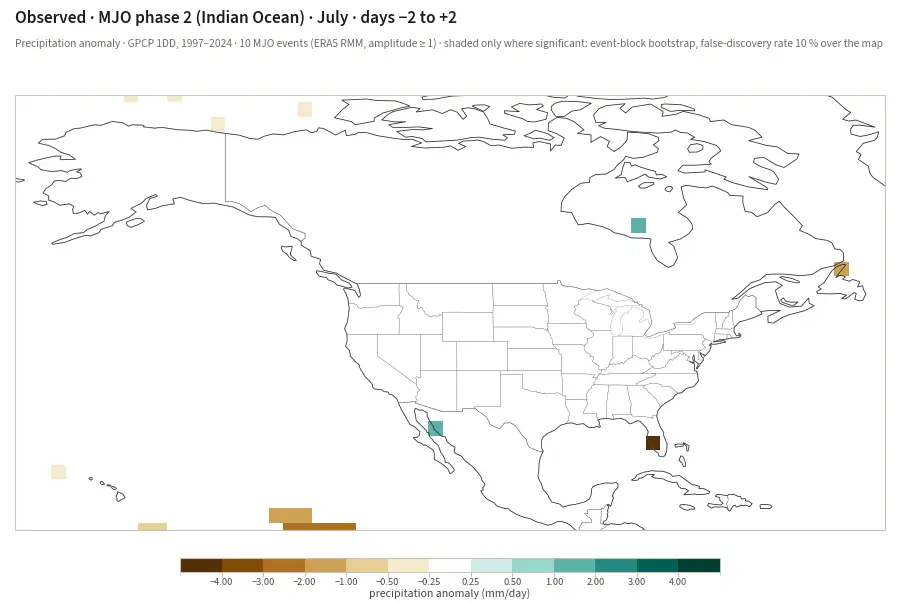 Observed · MJO phase 2 (Indian Ocean) · July · days −2 to +2
Precipitation anomaly · GPCP 1DD, 1997–2024 · 10 MJO events (ERA5 RMM, amplitude ≥ 1) · shaded only where significant: event-block bootstrap, false-discovery rate 10 % over the map
−4.00 −3.00 −2.00 −1.00 −0.50 −0.25 0.25 0.50 1.00 2.00 3.00 4.00
precipitation anomaly (mm/day)